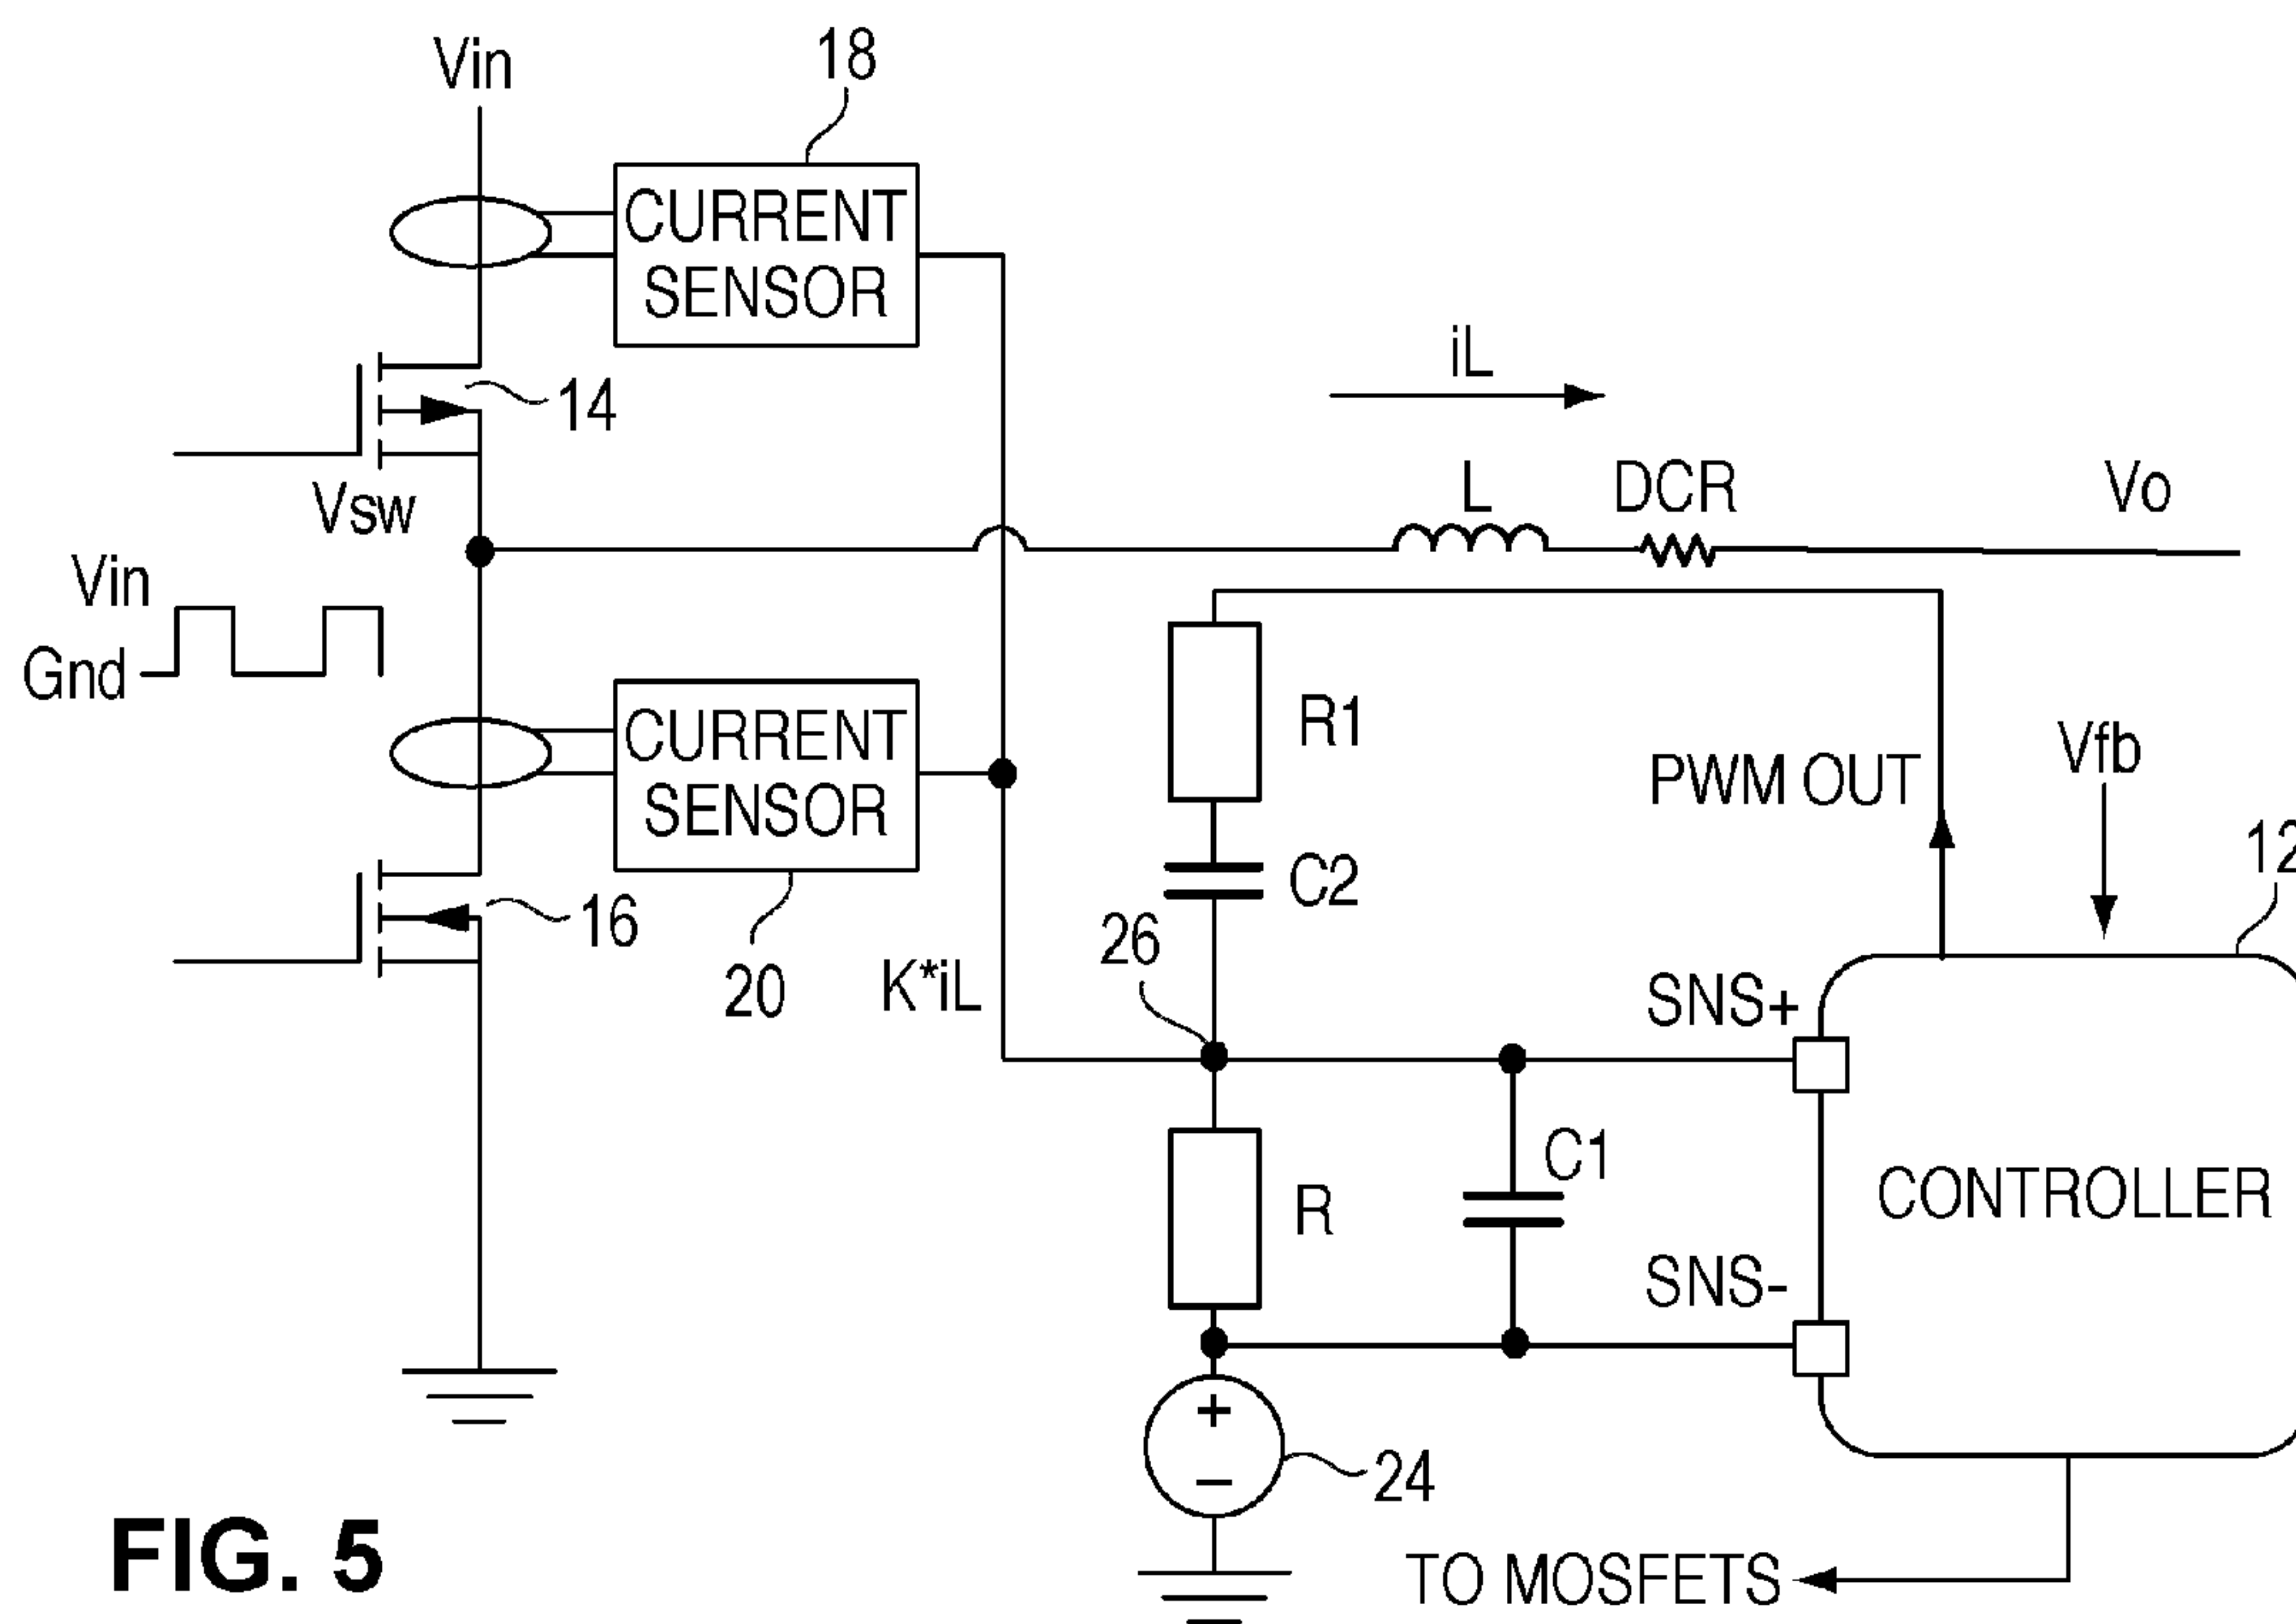 Vin
18
CURRENT
SENSOR
14
iL
Vsw
L
DCR
Vo
Vin
Gnd
CURRENT
SENSOR
R1
PWM OUT
Vfb
12
C2
16
20
K*iL
26
SNS+
C1
R
CONTROLLER
SNS-
+
−
24
TO MOSFETS
FIG. 5